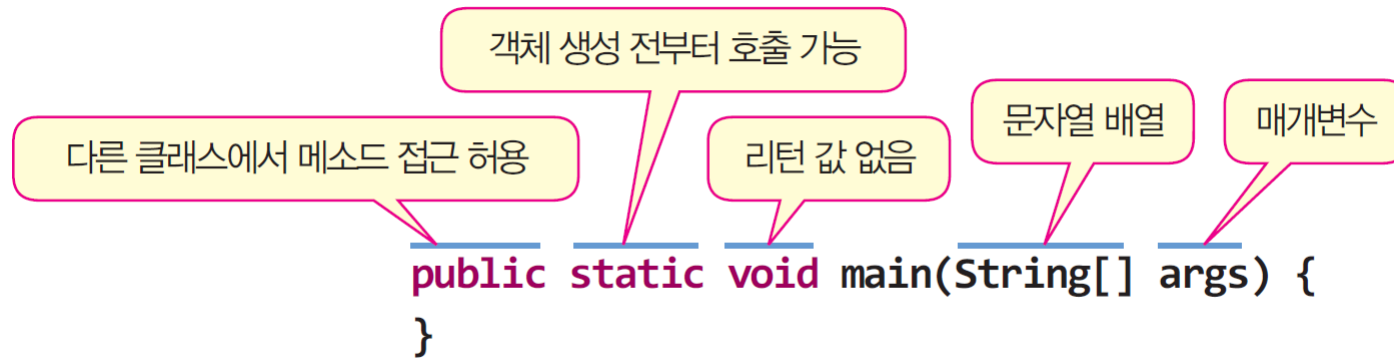 객체 생성 전부터 호출 가능
다른 클래스에서 메소드 접근 허용
리턴 값 없음
문자열 배열
매개변수
public static void main(String[] args) {
}